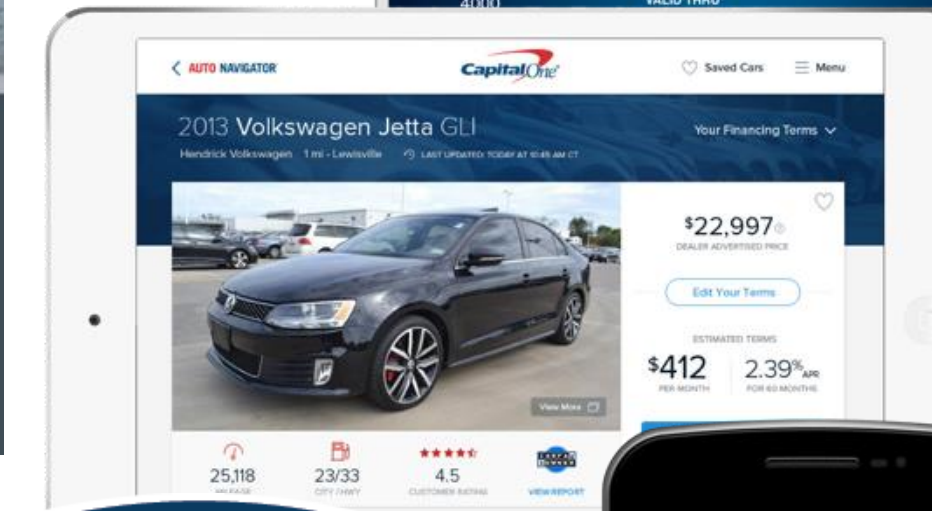 4000 VALID THRU
AUTO NAVIGATOR
Capital One
Saved Cars
Menu
2013 Volkswagen Jetta GLI
Your Financing Terms
Hendrick Volkswagen 1 mi - Lewisville LAST UPDATED: TODAY AT 10:45 AM CT
$22,997
DEALER ADVERTISED PRICE
Edit Your Terms
ESTIMATED TERMS
$412
PER MONTH
2.39% APR
FOR 60 MONTHS
View More
25,118
MILEAGE
23/33
CITY / HWY
4.5
CUSTOMER RATING
VIEW REPORT